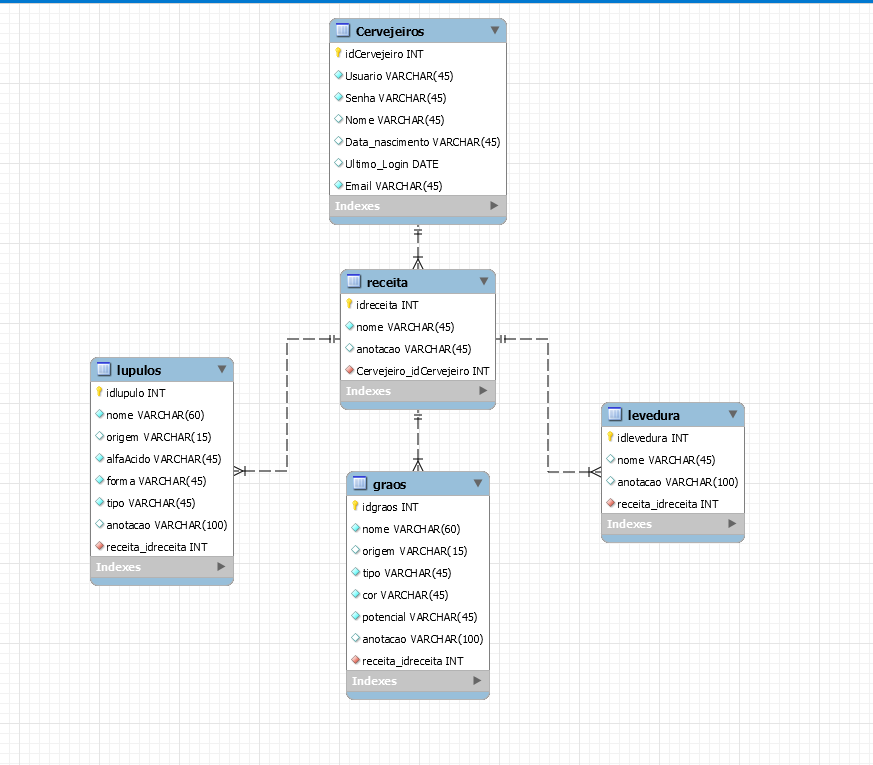 Cervejeiros
idCervejeiro INT
Usuario VARCHAR(45)
Senha VARCHAR(45)
Nome VARCHAR(45)
Data_nascimento VARCHAR(45)
Ultimo_Login DATE
Email VARCHAR(45)
Indexes
receita
idreceita INT
nome VARCHAR(45)
anotacao VARCHAR(45)
Cervejeiro_idCervejeiro INT
Indexes
lupulos
idlupulo INT
nome VARCHAR(60)
origem VARCHAR(15)
alfaAcido VARCHAR(45)
forma VARCHAR(45)
tipo VARCHAR(45)
anotacao VARCHAR(100)
receita_idreceita INT
Indexes
graos
idgraos INT
nome VARCHAR(60)
origem VARCHAR(15)
tipo VARCHAR(45)
cor VARCHAR(45)
potencial VARCHAR(45)
anotacao VARCHAR(100)
receita_idreceita INT
Indexes
levedura
idlevedura INT
nome VARCHAR(45)
anotacao VARCHAR(100)
receita_idreceita INT
Indexes